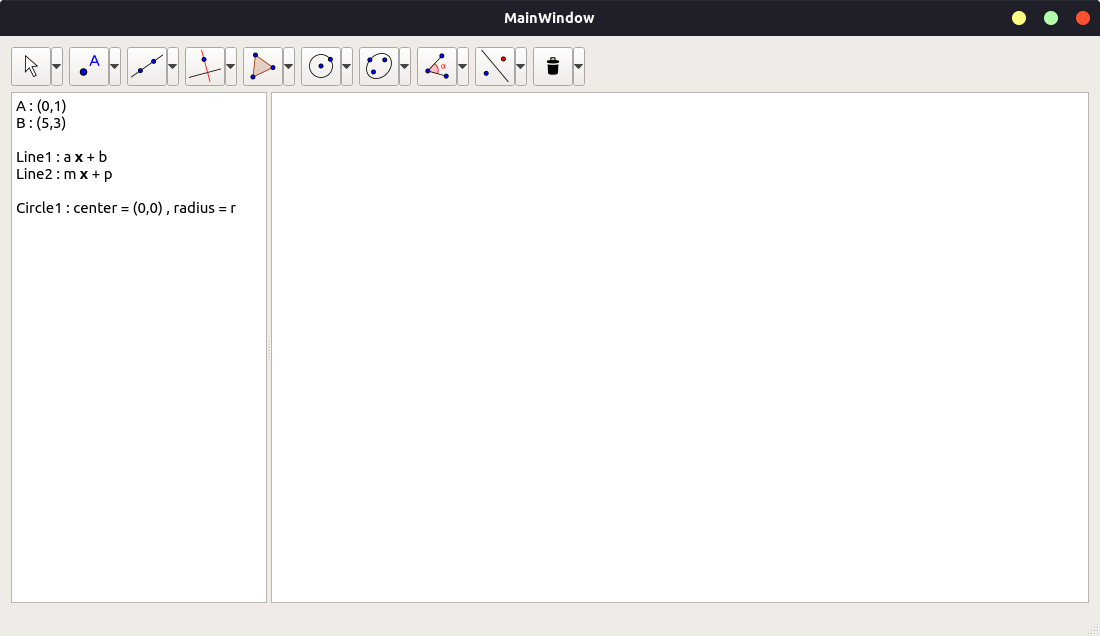 MainWindow
A
α
A : (0,1)
B : (5,3)
Line1 : a x + b
Line2 : m x + p
Circle1 : center = (0,0) , radius = r